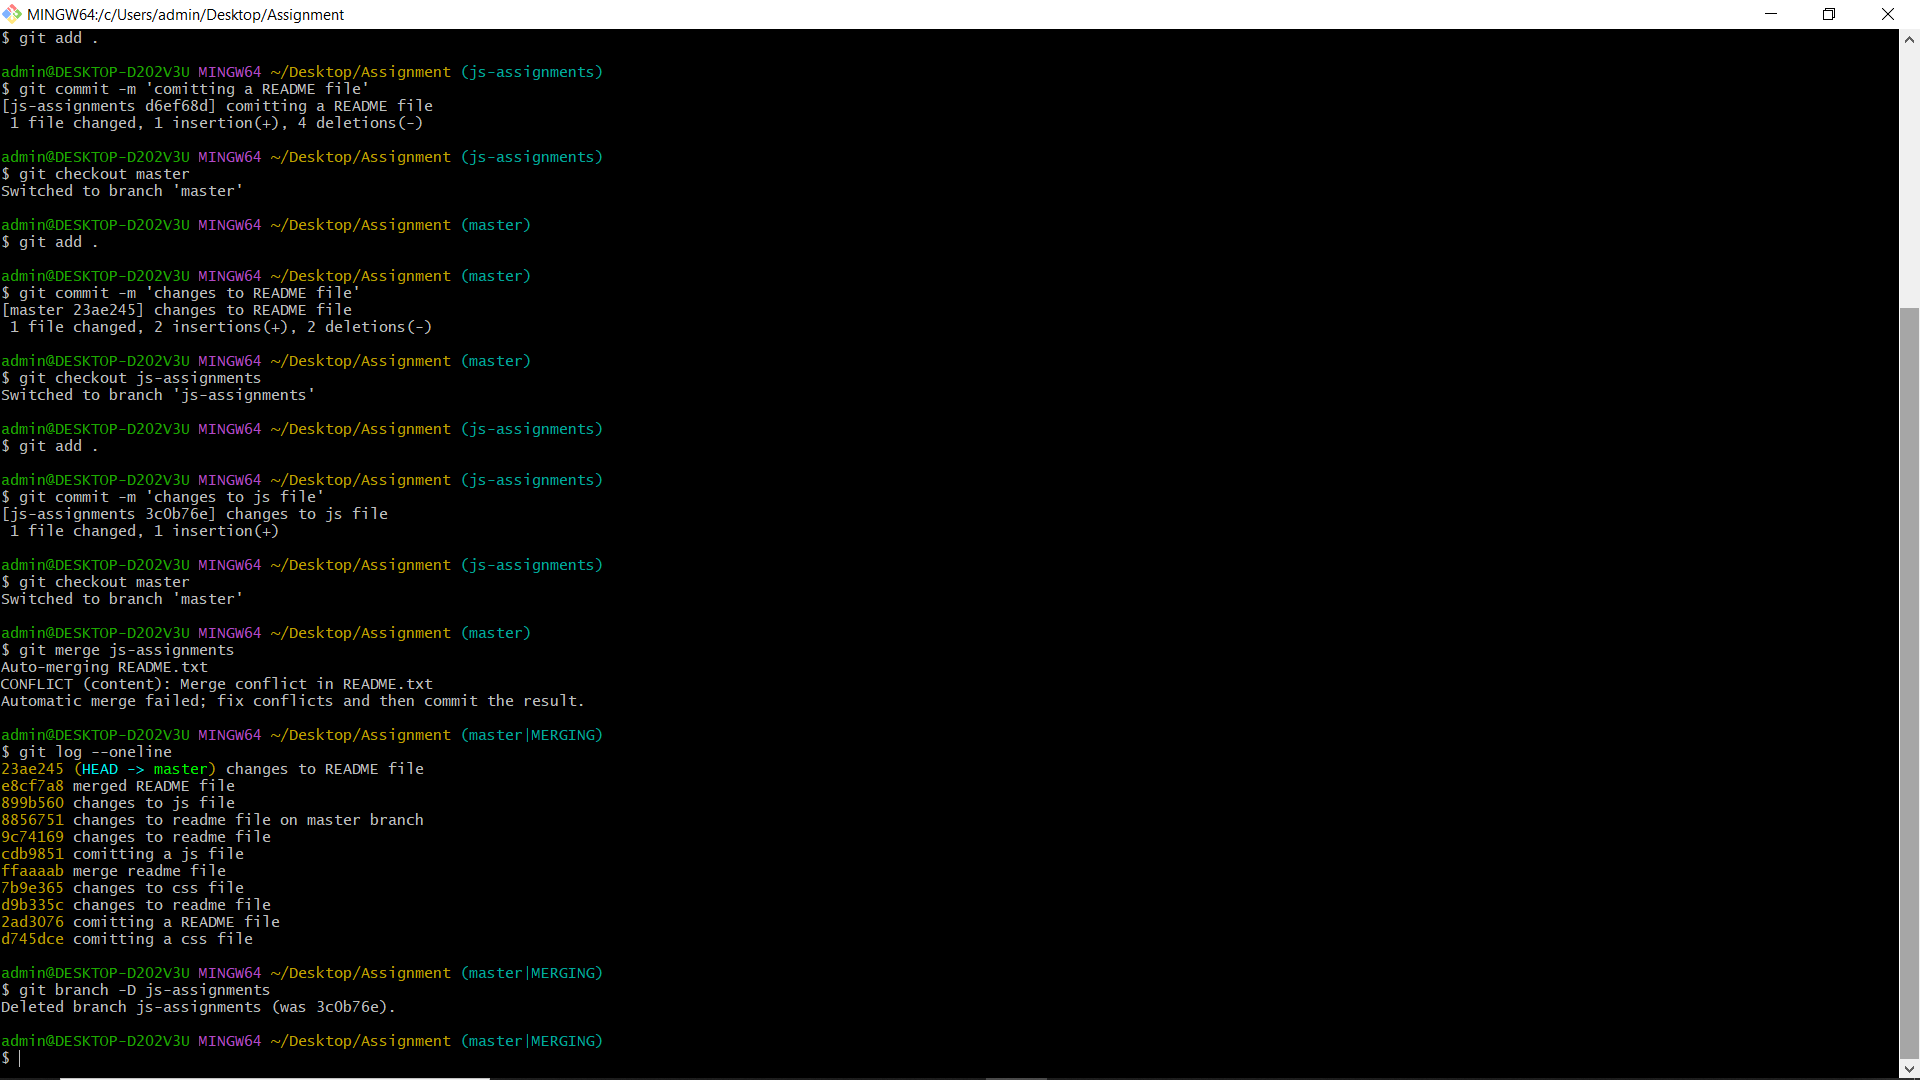 MINGW64:/c/Users/admin/Desktop/Assignment
$ git add .
admin@DESKTOP-D202V3U MINGW64 ~/Desktop/Assignment (js-assignments)
$ git commit -m 'comitting a README file'
[js-assignments d6ef68d] comitting a README file
 1 file changed, 1 insertion(+), 4 deletions(-)
admin@DESKTOP-D202V3U MINGW64 ~/Desktop/Assignment (js-assignments)
$ git checkout master
Switched to branch 'master'
admin@DESKTOP-D202V3U MINGW64 ~/Desktop/Assignment (master)
$ git add .
admin@DESKTOP-D202V3U MINGW64 ~/Desktop/Assignment (master)
$ git commit -m 'changes to README file'
[master 23ae245] changes to README file
 1 file changed, 2 insertions(+), 2 deletions(-)
admin@DESKTOP-D202V3U MINGW64 ~/Desktop/Assignment (master)
$ git checkout js-assignments
Switched to branch 'js-assignments'
admin@DESKTOP-D202V3U MINGW64 ~/Desktop/Assignment (js-assignments)
$ git add .
admin@DESKTOP-D202V3U MINGW64 ~/Desktop/Assignment (js-assignments)
$ git commit -m 'changes to js file'
[js-assignments 3c0b76e] changes to js file
 1 file changed, 1 insertion(+)
admin@DESKTOP-D202V3U MINGW64 ~/Desktop/Assignment (js-assignments)
$ git checkout master
Switched to branch 'master'
admin@DESKTOP-D202V3U MINGW64 ~/Desktop/Assignment (master)
$ git merge js-assignments
Auto-merging README.txt
CONFLICT (content): Merge conflict in README.txt
Automatic merge failed; fix conflicts and then commit the result.
admin@DESKTOP-D202V3U MINGW64 ~/Desktop/Assignment (master|MERGING)
$ git log --oneline
23ae245 (HEAD -> master) changes to README file
e8cf7a8 merged README file
899b560 changes to js file
8856751 changes to readme file on master branch
9c74169 changes to readme file
cdb9851 comitting a js file
ffaaaab merge readme file
7b9e365 changes to css file
d9b335c changes to readme file
2ad3076 comitting a README file
d745dce comitting a css file
admin@DESKTOP-D202V3U MINGW64 ~/Desktop/Assignment (master|MERGING)
$ git branch -D js-assignments
Deleted branch js-assignments (was 3c0b76e).
admin@DESKTOP-D202V3U MINGW64 ~/Desktop/Assignment (master|MERGING)
$